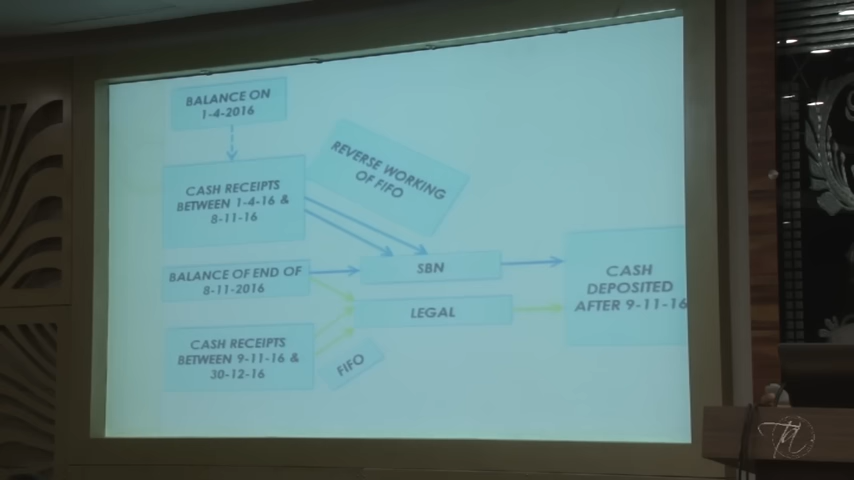 BALANCE ON
1-4-2016
REVERSE WORKING
OF FIFO
CASH RECEIPTS
BETWEEN 1-4-16 &
8-11-16
SBN
CASH
DEPOSITED
AFTER 9-11-16
BALANCE OF END OF
8-11-2016
LEGAL
CASH RECEIPTS
BETWEEN 9-11-16 &
30-12-16
FIFO